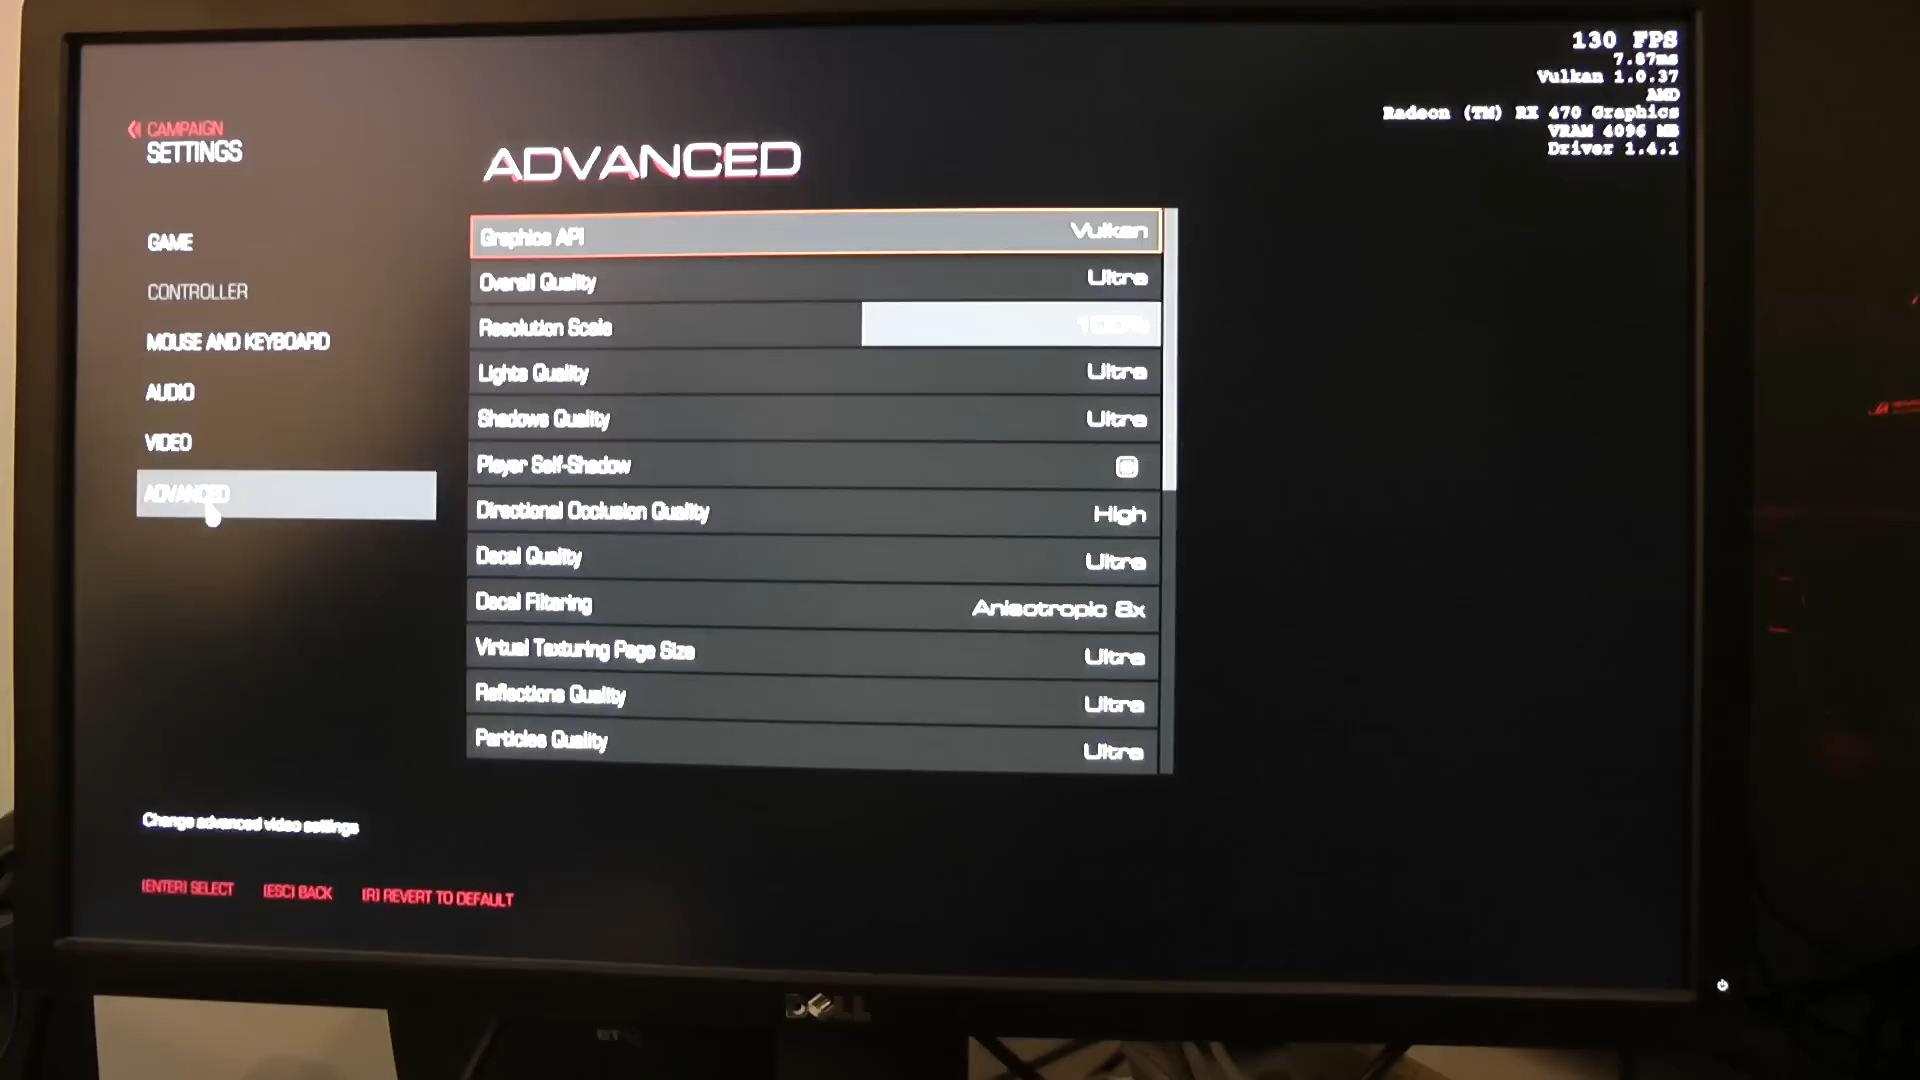 130 FPS
7.87ms
Vulkan 1.0.37
AMD
Radeon (TM) RX 470 Graphics
VRAM 4096 MB
Driver 1.4.1
CAMPAIGN
SETTINGS
ADVANCED
GAME
CONTROLLER
MOUSE AND KEYBOARD
AUDIO
VIDEO
ADVANCED
Graphics API Vulkan
Overall Quality Ultra
Resolution Scale 100%
Lights Quality Ultra
Shadows Quality Ultra
Player Self-Shadow
Directional Occlusion Quality High
Decal Quality Ultra
Decal Filtering Anisotropic 8x
Virtual Texturing Page Size Ultra
Reflections Quality Ultra
Particles Quality Ultra
Change advanced video settings
[ENTER] SELECT [ESC] BACK [R] REVERT TO DEFAULT
DELL